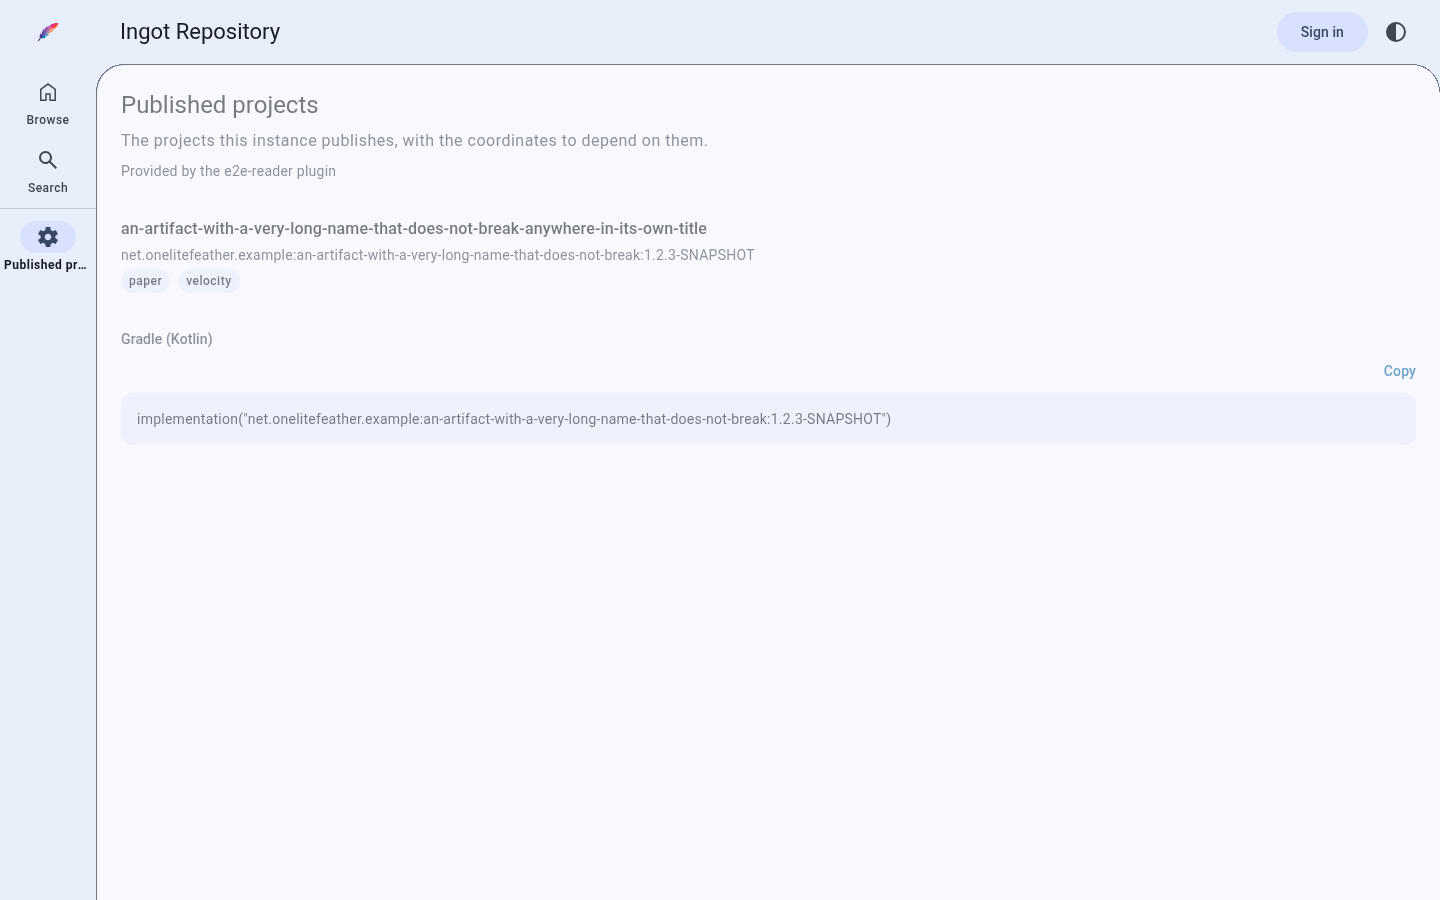 Ingot Repository
Sign in
Browse
Search
Published pr…
Published projects
The projects this instance publishes, with the coordinates to depend on them.
Provided by the e2e-reader plugin
an-artifact-with-a-very-long-name-that-does-not-break-anywhere-in-its-own-title
net.onelitefeather.example:an-artifact-with-a-very-long-name-that-does-not-break:1.2.3-SNAPSHOT
paper velocity
Gradle (Kotlin)
Copy
implementation("net.onelitefeather.example:an-artifact-with-a-very-long-name-that-does-not-break:1.2.3-SNAPSHOT")